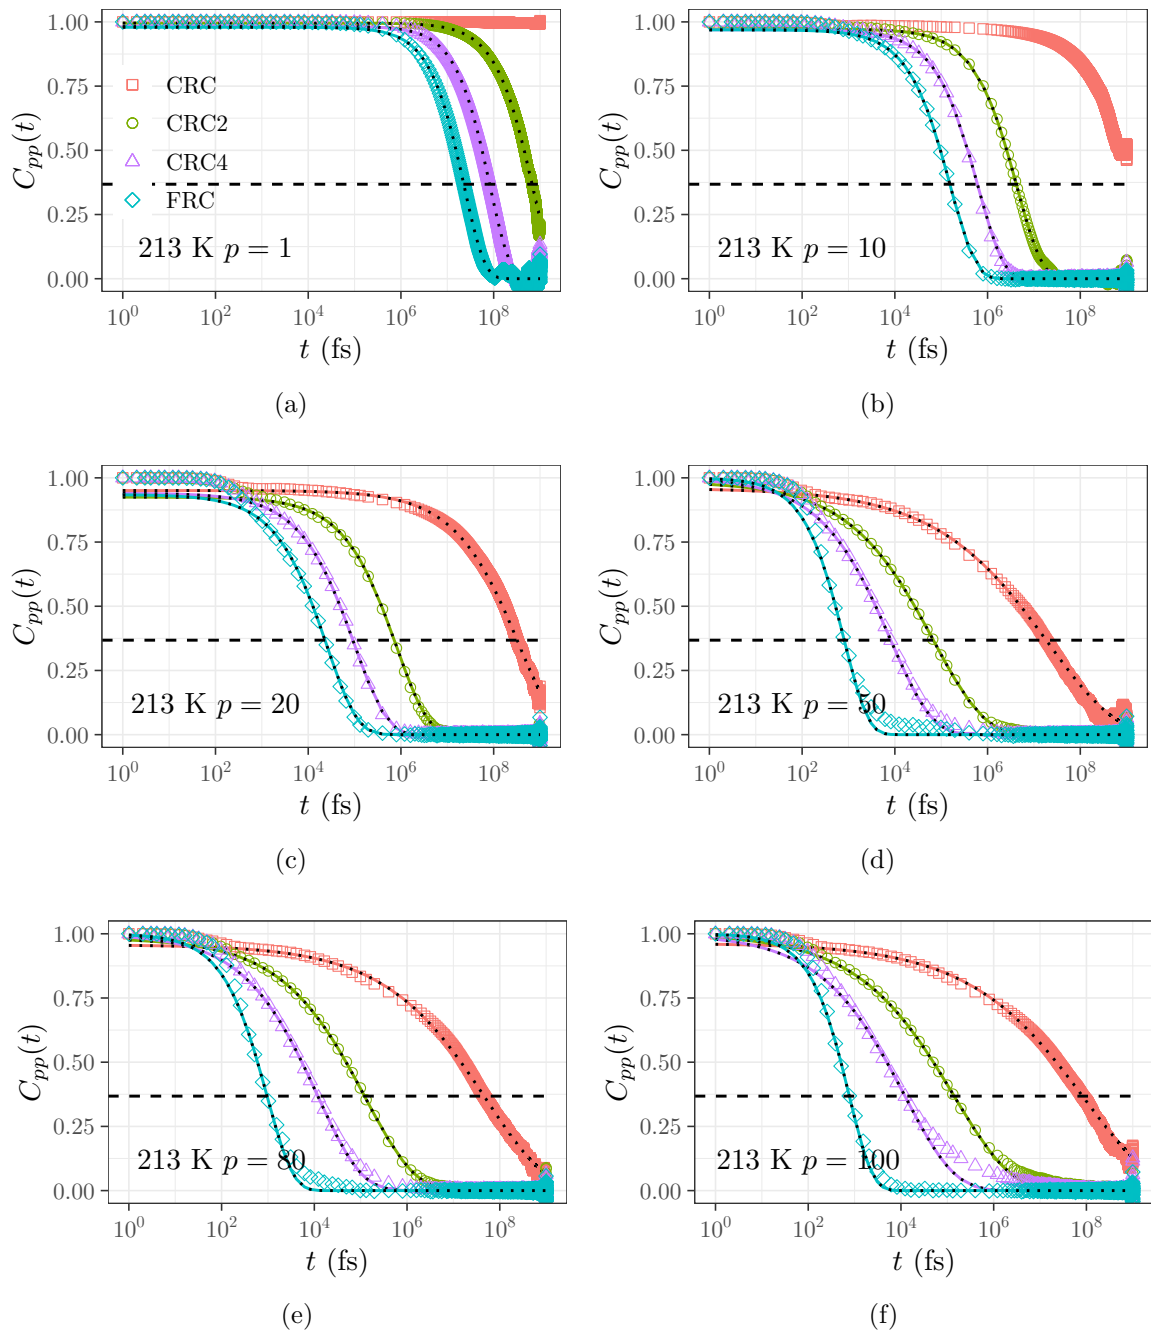 1.00
0.75
0.50
0.25
0.00
C_{pp}(t)
CRC
CRC2
CRC4
FRC
213 K p = 1
10^0 10^2 10^4 10^6 10^8
t (fs)
(a)
1.00
0.75
0.50
0.25
0.00
C_{pp}(t)
213 K p = 10
10^0 10^2 10^4 10^6 10^8
t (fs)
(b)
1.00
0.75
0.50
0.25
0.00
C_{pp}(t)
213 K p = 20
10^0 10^2 10^4 10^6 10^8
t (fs)
(c)
1.00
0.75
0.50
0.25
0.00
C_{pp}(t)
213 K p = 50
10^0 10^2 10^4 10^6 10^8
t (fs)
(d)
1.00
0.75
0.50
0.25
0.00
C_{pp}(t)
213 K p = 80
10^0 10^2 10^4 10^6 10^8
t (fs)
(e)
1.00
0.75
0.50
0.25
0.00
C_{pp}(t)
213 K p = 100
10^0 10^2 10^4 10^6 10^8
t (fs)
(f)